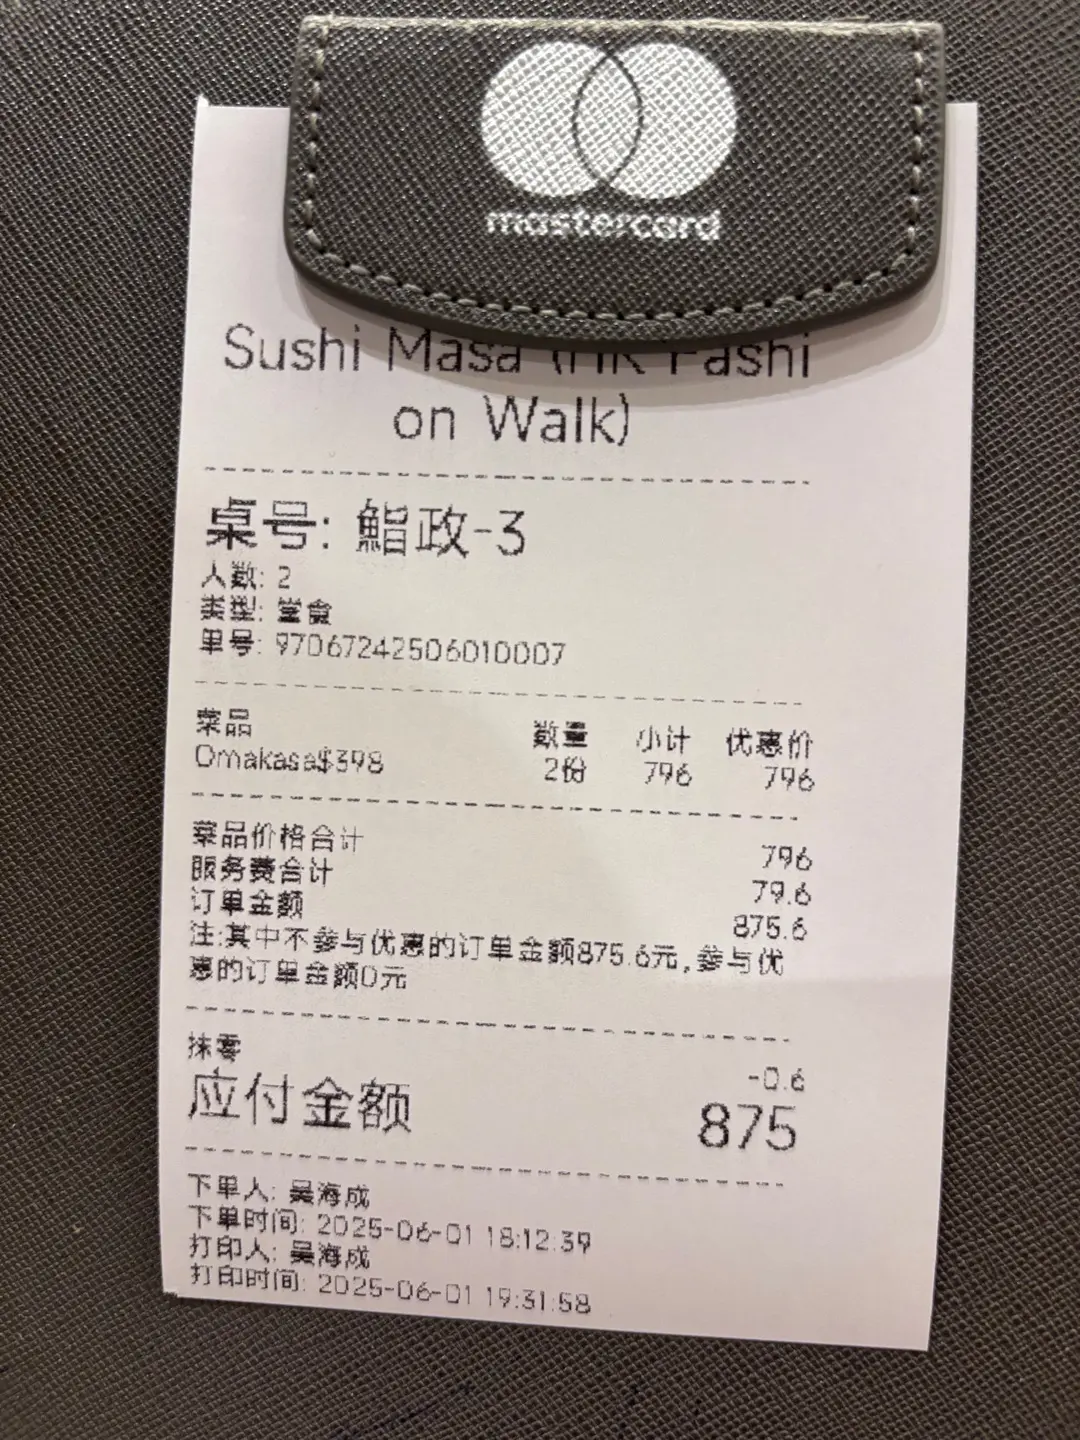 mastercard
Sushi Masa (HK Fashi
on Walk)
桌号: 鮨政-3
人数: 2
类型: 堂食
单号: 97067242506010007
菜品 数量 小计 优惠价
Omakasa$398 2份 796 796
菜品价格合计 796
服务费合计 79.6
订单金额 875.6
注:其中不参与优惠的订单金额875.6元,参与优
惠的订单金额0元
抹零 -0.6
应付金额 875
下单人: 吴海成
下单时间: 2025-06-01 18:12:39
打印人: 吴海成
打印时间: 2025-06-01 19:31:58